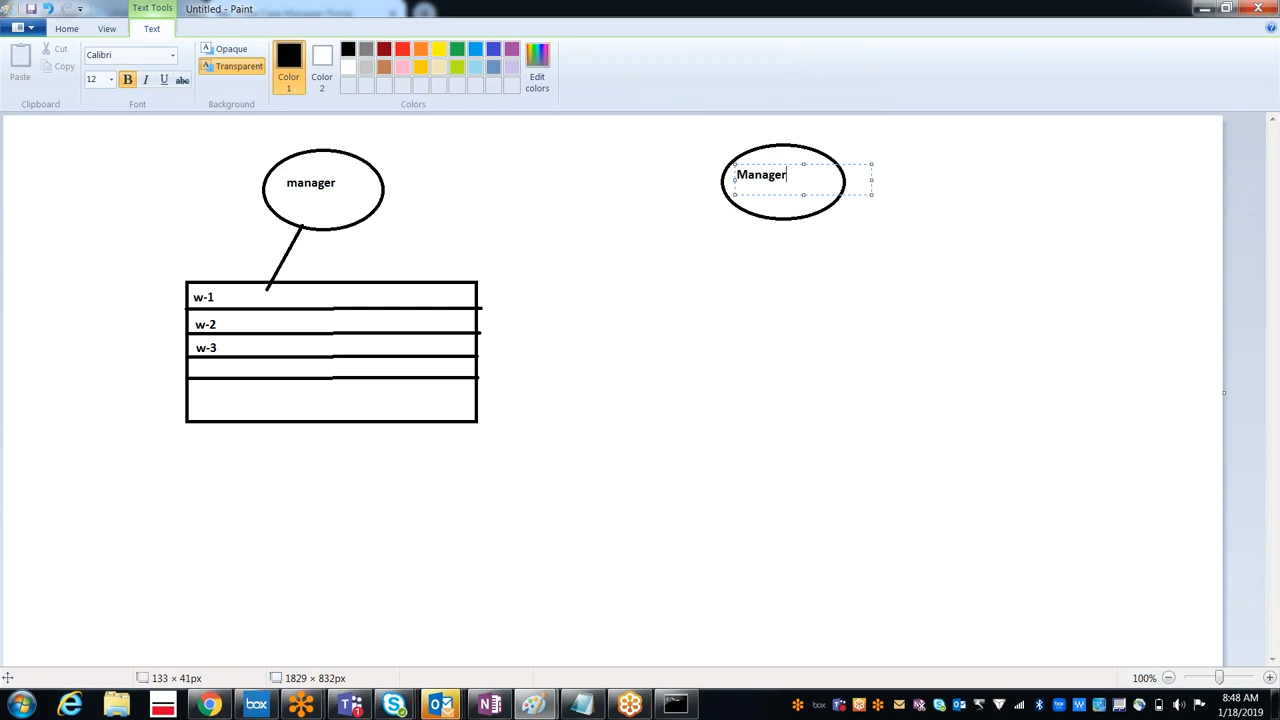 Text Tools
Untitled - Paint
Home
View
Text
Paste
Cut
Copy
Clipboard
Calibri
12
B
I
U
abc
Font
Opaque
Transparent
Background
Color
1
Color
2
Edit
colors
Colors
manager
Manager
w-1
w-2
w-3
133 × 41px
1829 × 832px
100%
box
box
8:48 AM
1/18/2019